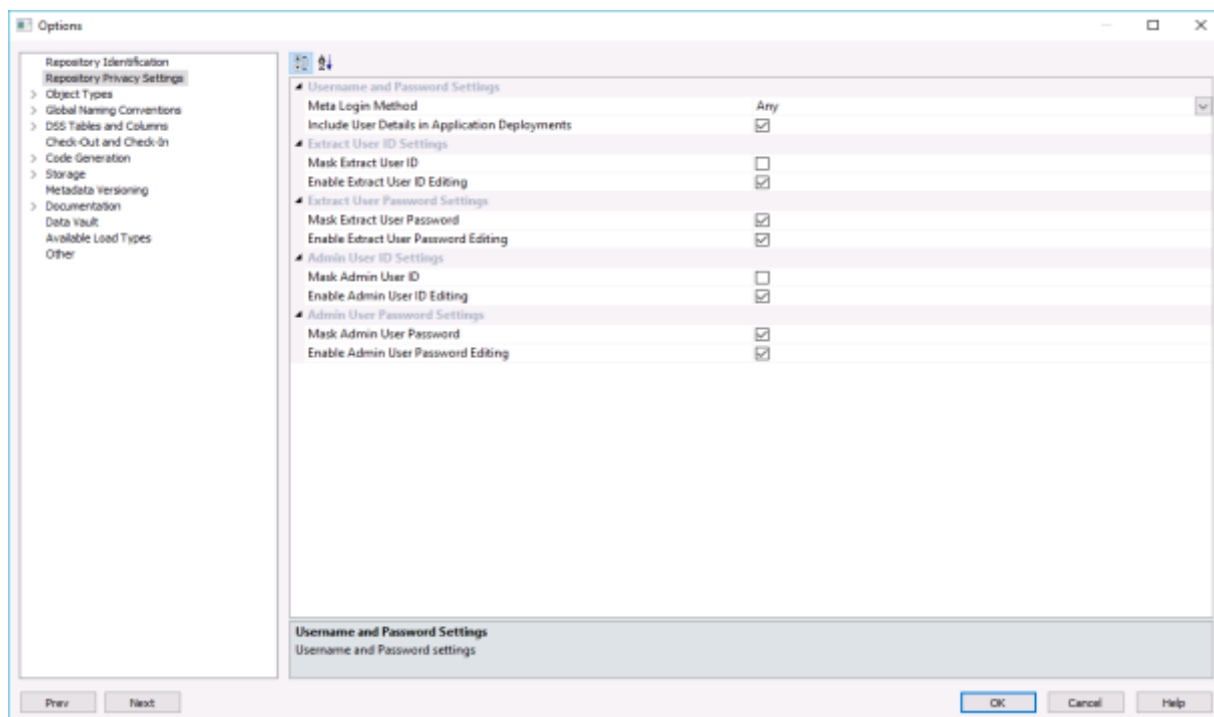 Options
Repository Identification
Repository Privacy Settings
Object Types
Global Naming Conventions
DSS Tables and Columns
Check-Out and Check-In
Code Generation
Storage
Metadata Versioning
Documentation
Data Vault
Available Load Types
Other
Username and Password Settings
Meta Login Method Any
Include User Details in Application Deployments
Extract User ID Settings
Mask Extract User ID
Enable Extract User ID Editing
Extract User Password Settings
Mask Extract User Password
Enable Extract User Password Editing
Admin User ID Settings
Mask Admin User ID
Enable Admin User ID Editing
Admin User Password Settings
Mask Admin User Password
Enable Admin User Password Editing
Username and Password Settings
Username and Password settings
Prev Next OK Cancel Help